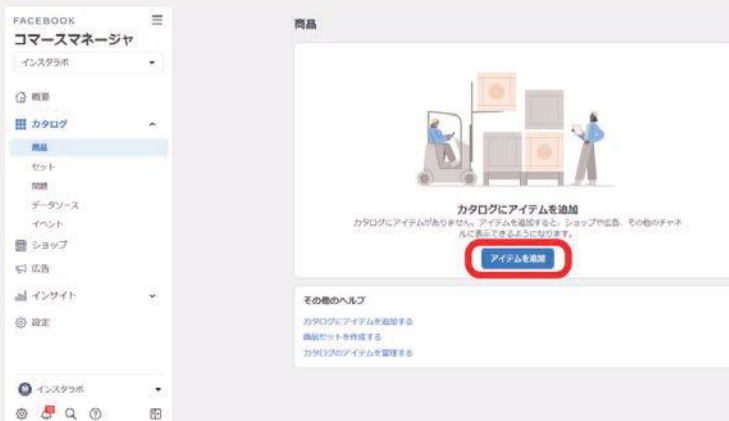 FACEBOOK
コマースマネージャ
インスタラボ
概要
カタログ
商品
セット
問題
データソース
イベント
ショップ
広告
インサイト
設定
インスタラボ
商品
カタログにアイテムを追加
カタログにアイテムがありません。アイテムを追加すると、ショップや広告、その他のチャネ
ルに表示できるようになります。
アイテムを追加
その他のヘルプ
カタログにアイテムを追加する
商品セットを作成する
カタログのアイテムを管理する